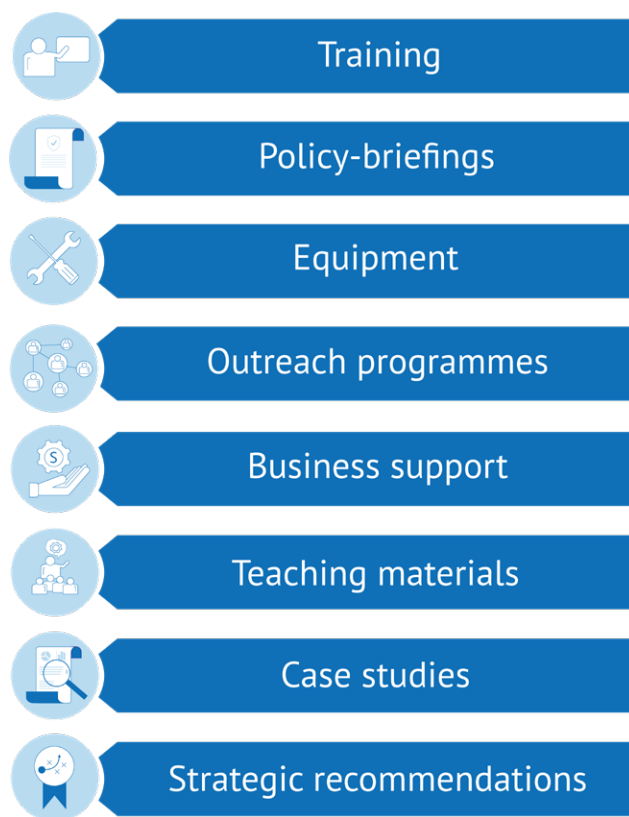 Training
Policy-briefings
Equipment
Outreach programmes
Business support
S
Teaching materials
Case studies
Strategic recommendations